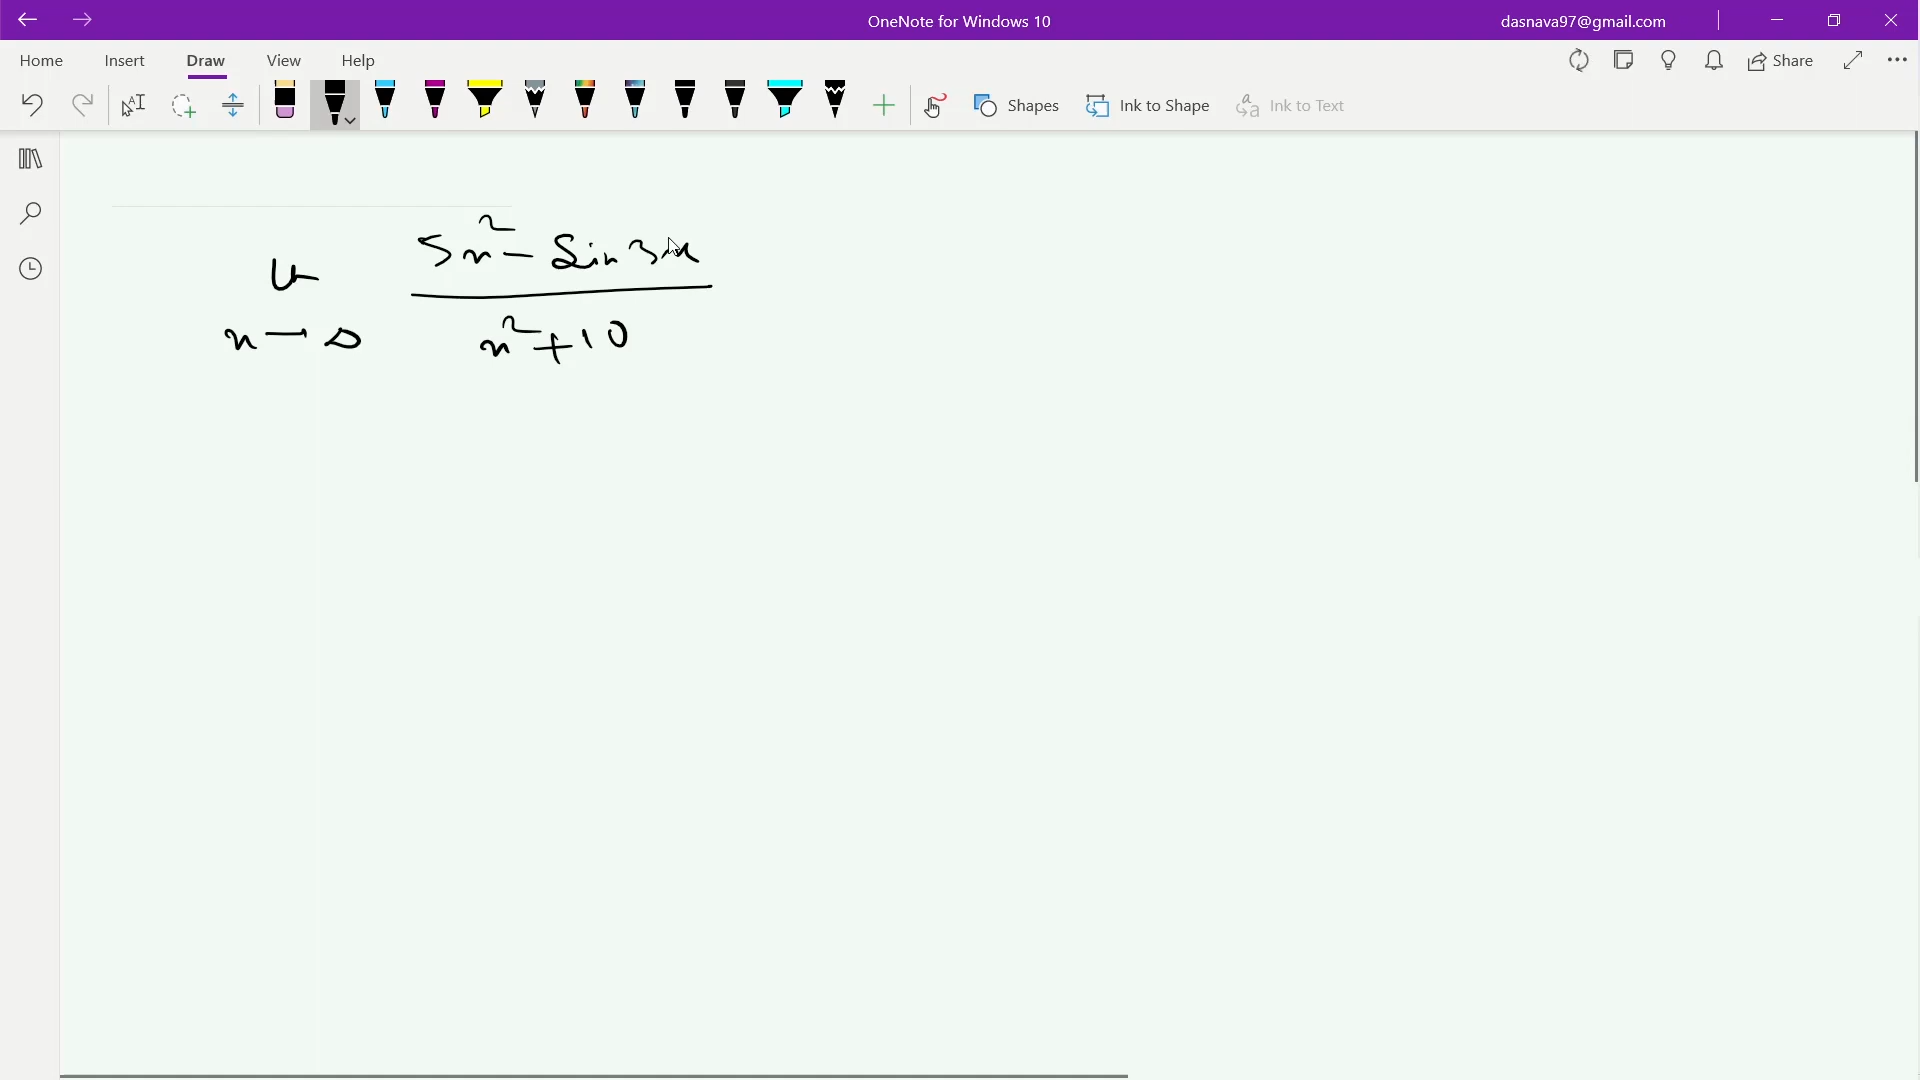 OneNote for Windows 10
dasnava97@gmail.com
Home Insert Draw View Help
Share
Shapes Ink to Shape Ink to Text
lt 5x² - Sin 3x
x → 0 x² + 10